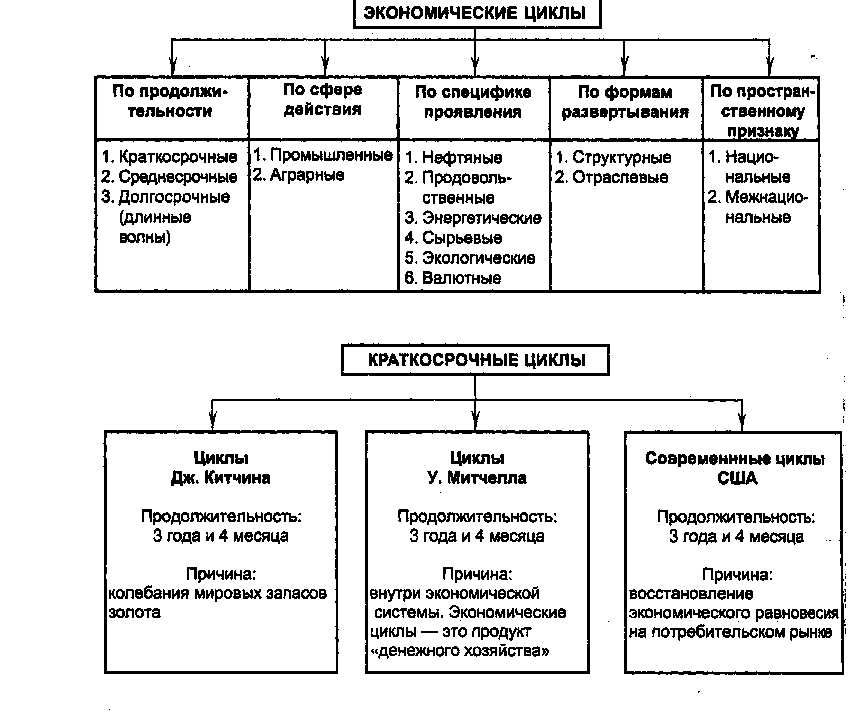 ЭКОНОМИЧЕСКИЕ ЦИКЛЫ
По продолжи-
тельности
По сфере
действия
По специфике
проявления
По формам
развертывания
По простран-
ственному
признаку
1. Краткосрочные
2. Среднесрочные
3. Долгосрочные
(длинные
волны)
1. Промышленные
2. Аграрные
1. Нефтяные
2. Продоволь-
ственные
3. Энергетические
4. Сырьевые
5. Экологические
6. Валютные
1. Структурные
2. Отраслевые
1. Нацио-
нальные
2. Межнацио-
нальные
КРАТКОСРОЧНЫЕ ЦИКЛЫ
Циклы
Дж. Китчина
Продолжительность:
3 года и 4 месяца
Причина:
колебания мировых запасов
золота
Циклы
У. Митчелла
Продолжительность:
3 года и 4 месяца
Причина:
внутри экономической
системы. Экономические
циклы — это продукт
«денежного хозяйства»
Современнные циклы
США
Продолжительность:
3 года и 4 месяца
Причина:
восстановление
экономического равновесия
на потребительском рынке